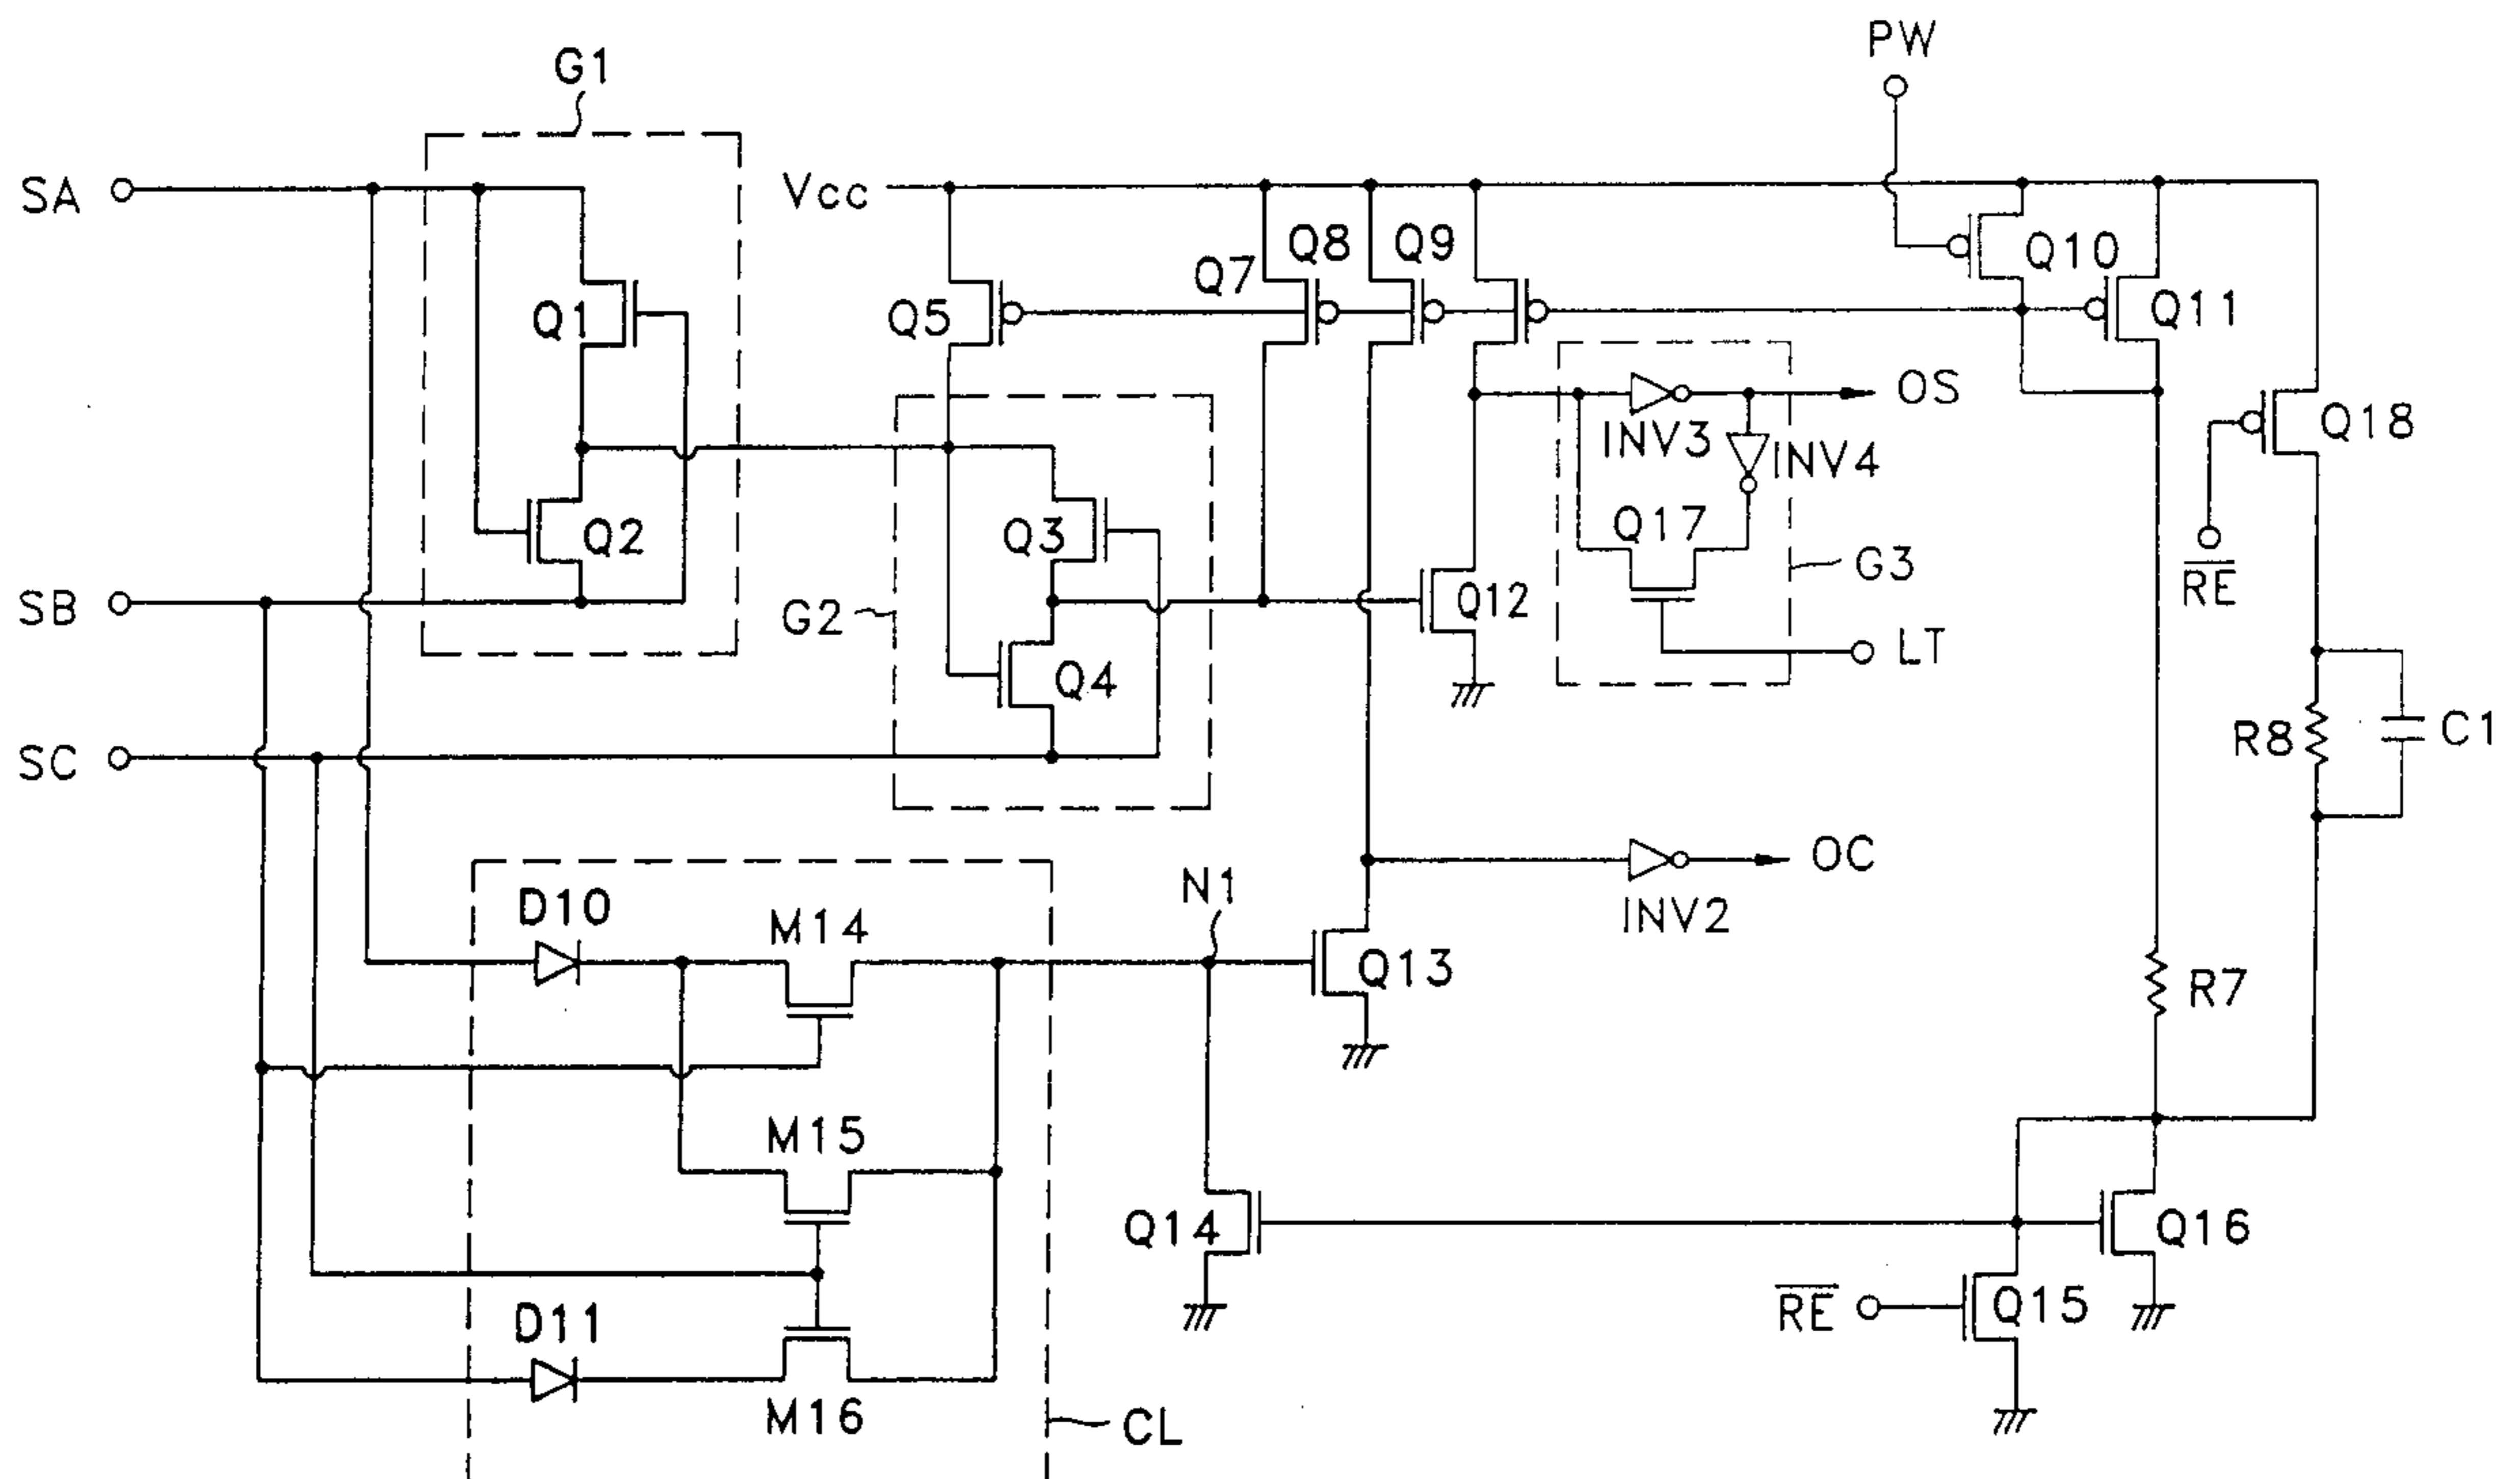 PW
G1
SA
Vcc
Q8
Q9
Q10
Q7
Q1
Q5
Q11
OS
INV3
INV4
Q18
Q2
Q3
Q17
G3
RE
SB
G2
Q12
LT
Q4
SC
R8
C1
OC
INV2
N1
D10
M14
Q13
R7
M15
Q14
Q16
RE
Q15
D11
M16
CL